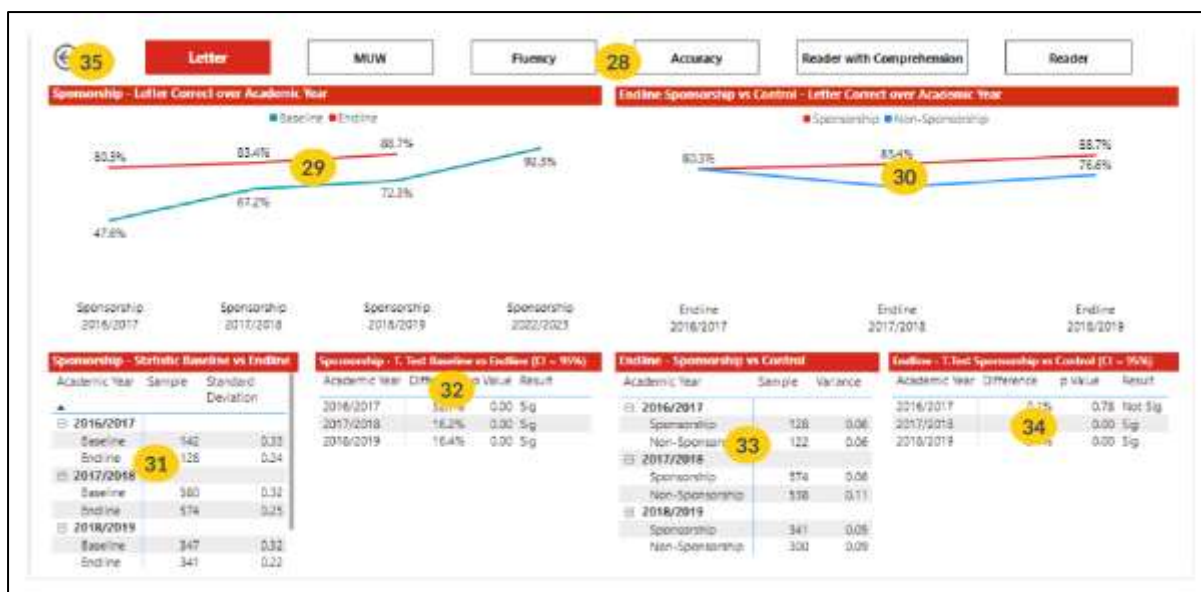 35 Letter MUW Fluency 28 Accuracy Reader with Comprehension Reader
Sponsorship - Letter Correct over Academic Year
Baseline Endline
80.3% 83.4% 88.7%
29
92.3%
67.2% 72.3%
47.6%
Sponsorship Sponsorship Sponsorship Sponsorship
2016/2017 2017/2018 2018/2019 2022/2023
Endline Sponsorship vs Control - Letter Correct over Academic Year
Sponsorship Non-Sponsorship
80.3% 83.4% 88.7%
30 76.6%
Endline Endline Endline
2016/2017 2017/2018 2018/2019
Sponsorship - Statistic Baseline vs Endline
Academic Year Sample Standard
Deviation
2016/2017
Baseline 142 0.33
Endline 31 128 0.24
2017/2018
Baseline 580 0.32
Endline 574 0.25
2018/2019
Baseline 347 0.32
Endline 341 0.22
Sponsorship - T. Test Baseline vs Endline (CI = 95%)
Academic Year 32 p Value Result
2016/2017 0.00 Sig
2017/2018 16.2% 0.00 Sig
2018/2019 16.4% 0.00 Sig
Endline - Sponsorship vs Control
Academic Year Sample Variance
2016/2017
Sponsorship 128 0.06
33 122 0.06
2017/2018
Sponsorship 574 0.06
Non-Sponsorship 0.11
2018/2019
Sponsorship 341 0.05
Non-Sponsorship 300 0.09
Endline - T.Test Sponsorship vs Control (CI = 95%)
Academic Year Difference p Value Result
2016/2017 0.78 Not Sig
2017/2018 34 0.00 Sig
2018/2019 0.00 Sig